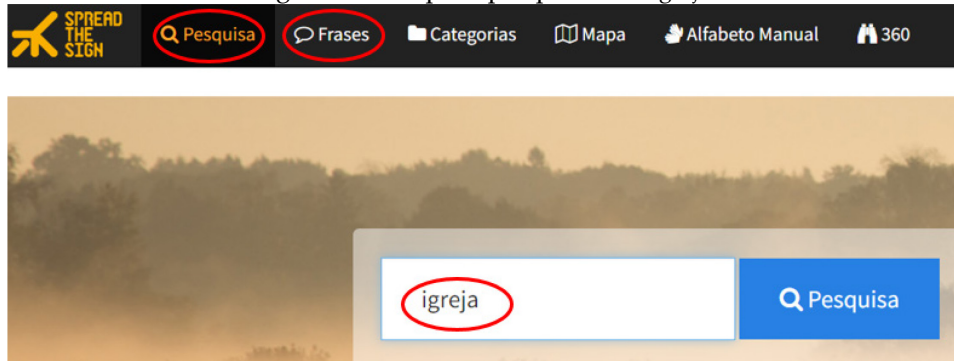 SPREAD
THE
SIGN
Pesquisa
Frases
Categorias
Mapa
Alfabeto Manual
360
igreja
Pesquisa